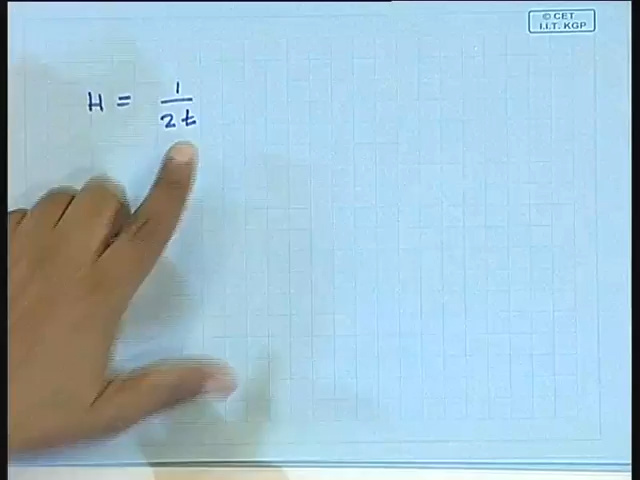 © CET
I.I.T. KGP
H = 1/2t